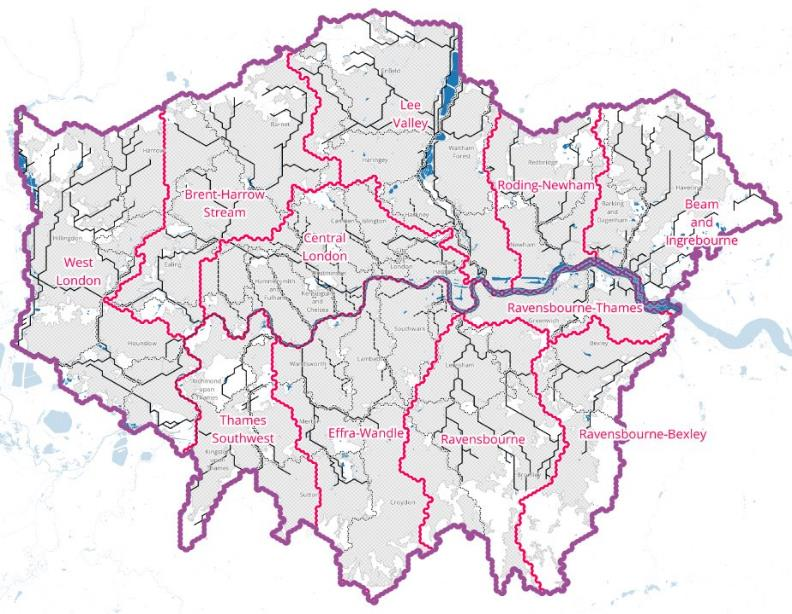 Enfield
Lee
Valley
Barnet
Harrow
Haringey
Waltham
Forest
Redbridge
Brent-Harrow
Stream
Roding-Newham
Havering
Barking
and
Dagenham
Beam
and
Ingrebourne
Camden
Islington
Hackney
Central
London
Hillingdon
West
London
Ealing
Newham
City
London
Westminster
Hammersmith
and
Fulham
Kensington
and
Chelsea
Ravensbourne-Thames
Greenwich
Southwark
Hounslow
Bexley
Wandsworth
Lambeth
Lewisham
Richmond
upon
Thames
Thames
Southwest
Merton
Effra-Wandle
Ravensbourne
Ravensbourne-Bexley
Kingston
upon
Thames
Bromley
Sutton
Croydon